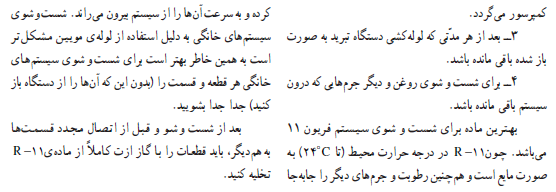 کمپرسور می‌گردد.
۳ــ بعد از هر مدّتی که لوله‌کشی دستگاه تبرید به صورت
باز شده باقی مانده باشد.
۴ــ برای شست و شوی روغن و دیگر جرم‌هایی که درون
سیستم باقی مانده باشد.
بهترین ماده برای شست و شوی سیستم فریون ۱۱
می‌باشد. چون R–۱۱ در درجه حرارت محیط (تا ۲۴°C) به
صورت مایع است و هم‌چنین رطوبت و جرم‌های دیگر را جابه‌جا
کرده و به سرعت آن‌ها را از سیستم بیرون می‌راند. شست‌و‌شوی
سیستم‌های خانگی به دلیل استفاده از لوله‌ی مویین مشکل‌تر
است به همین خاطر بهتر است برای شست و شوی سیستم‌های
خانگی هر قطعه و قسمت را (بدون این که آن‌ها را از دستگاه باز
کنید) جدا جدا بشویید.
بعد از شست و شو و قبل از اتصال مجدد قسمت‌ها
به هم‌دیگر، باید قطعات را با گاز ازت کاملاً از ماده‌ی R–۱۱
تخلیه کنید.